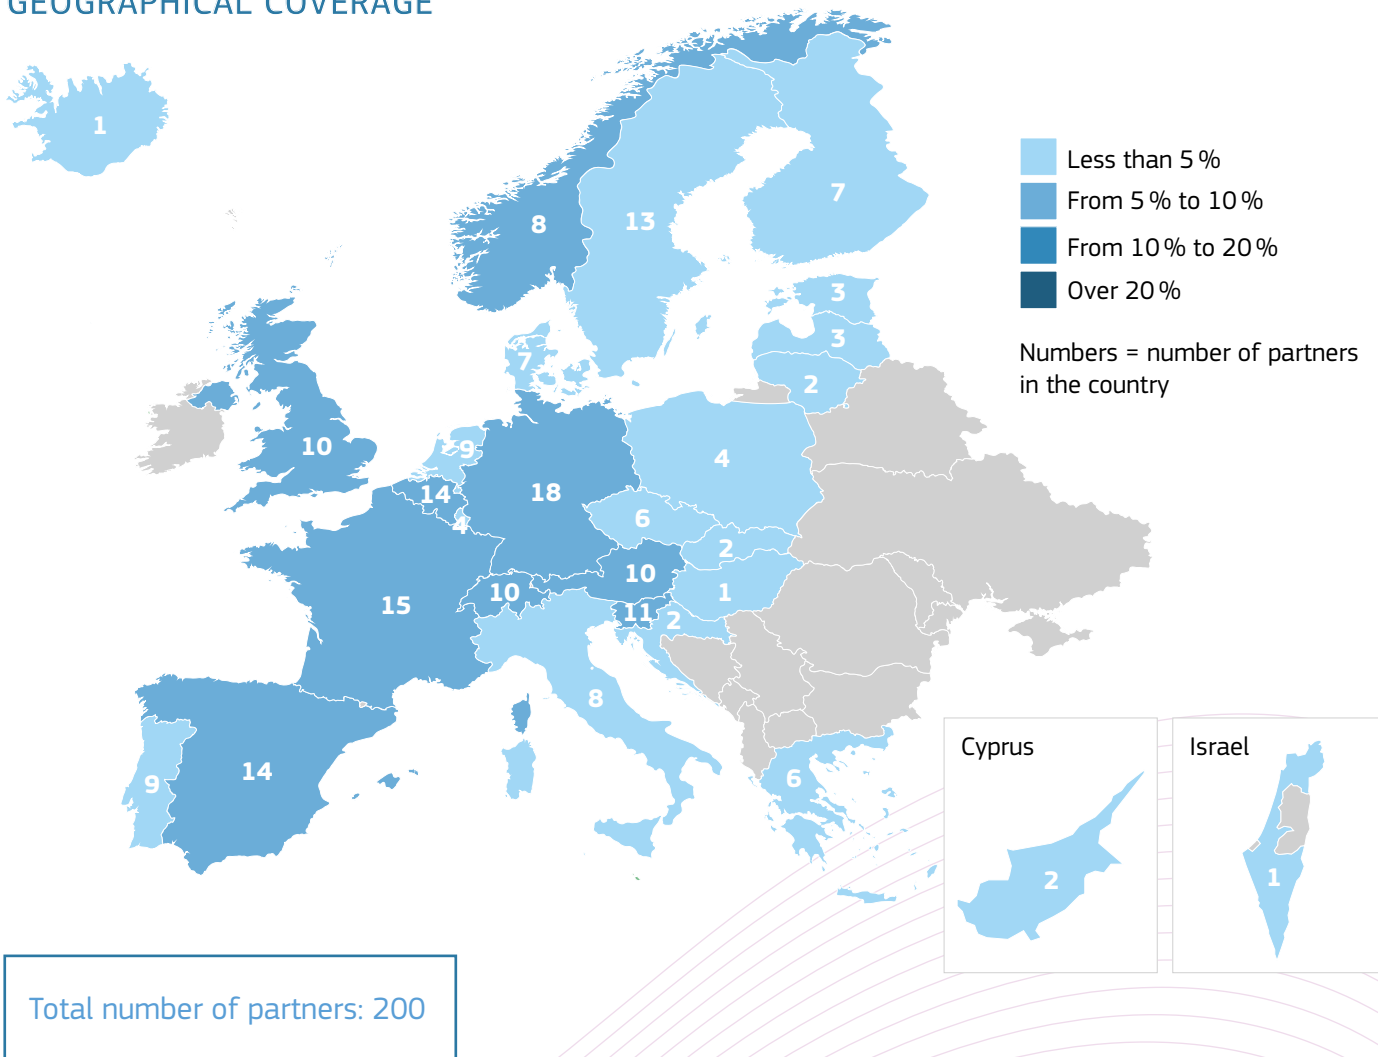 GEOGRAPHICAL COVERAGE
1
Less than 5 %
From 5 % to 10 %
From 10 % to 20 %
Over 20 %
Numbers = number of partners
in the country
7
13
8
3
3
7
2
10
9
4
14
18
6
4
2
10
10
1
15
11
2
8
14
9
6
Cyprus
2
Israel
1
Total number of partners: 200